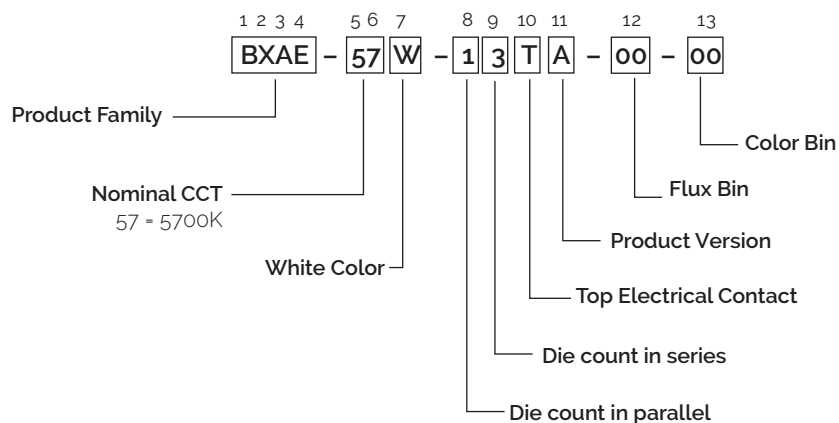 1 2 3 4 5 6 7 8 9 10 11 12 13
BXAE – 57 W – 1 3 T A – 00 – 00
Product Family
Color Bin
Nominal CCT
57 = 5700K
Flux Bin
Product Version
White Color
Top Electrical Contact
Die count in series
Die count in parallel